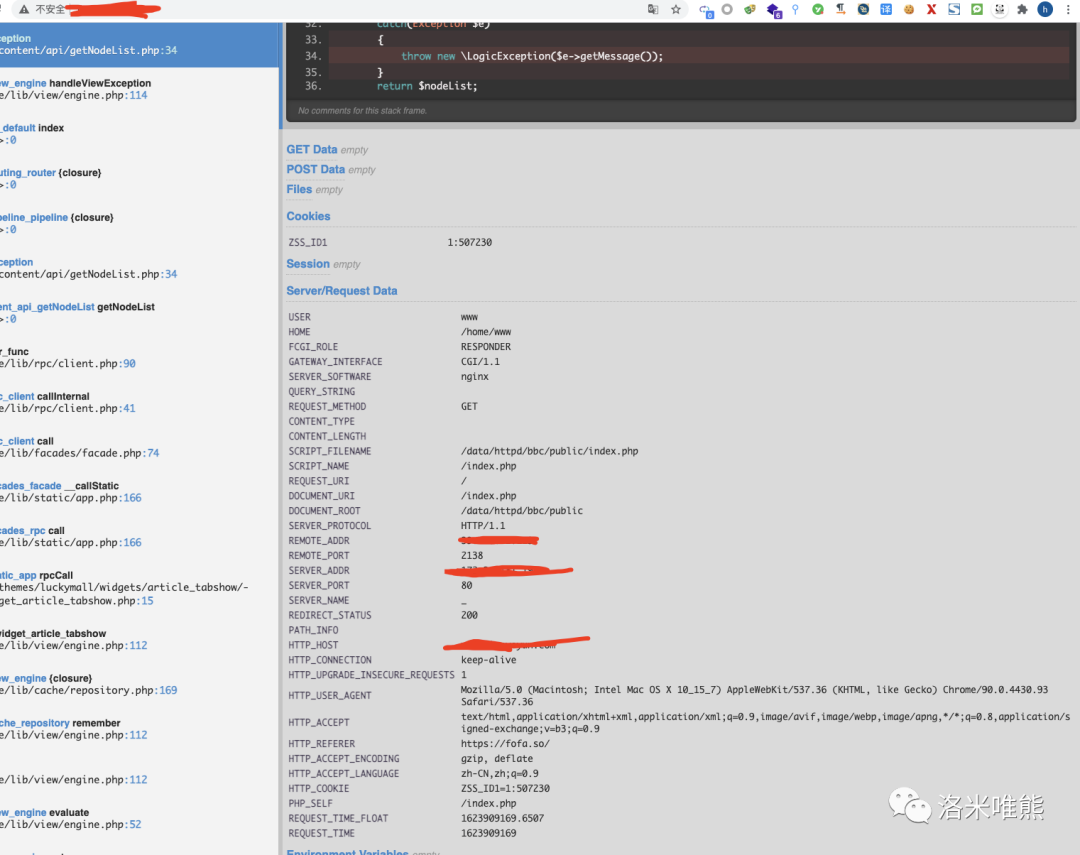 不安全
32. catch(Exception $e)
33. {
34. throw new \LogicException($e->getMessage());
35. }
36. return $nodeList;
No comments for this stack frame.
ception
content/api/getNodeList.php:34
ew_engine handleViewException
e/lib/view/engine.php:114
_default index
>:0
uting_router {closure}
>:0
peline_pipeline {closure}
>:0
ception
content/api/getNodeList.php:34
ent_api_getNodeList getNodeList
>:0
r_func
e/lib/rpc/client.php:90
c_client callInternal
e/lib/rpc/client.php:41
c_client call
e/lib/facades/facade.php:74
cades_facade __callStatic
e/lib/static/app.php:166
cades_rpc call
e/lib/static/app.php:166
atic_app rpcCall
themes/luckymall/widgets/article_tabshow/-
get_article_tabshow.php:15
widget_article_tabshow
e/lib/view/engine.php:112
ew_engine {closure}
e/lib/cache/repository.php:169
che_repository remember
e/lib/view/engine.php:112
e/lib/view/engine.php:112
ew_engine evaluate
e/lib/view/engine.php:52
GET Data empty
POST Data empty
Files empty
Cookies
ZSS_ID1 1:507230
Session empty
Server/Request Data
USER www
HOME /home/www
FCGI_ROLE RESPONDER
GATEWAY_INTERFACE CGI/1.1
SERVER_SOFTWARE nginx
QUERY_STRING
REQUEST_METHOD GET
CONTENT_TYPE
CONTENT_LENGTH
SCRIPT_FILENAME /data/httpd/bbc/public/index.php
SCRIPT_NAME /index.php
REQUEST_URI /
DOCUMENT_URI /index.php
DOCUMENT_ROOT /data/httpd/bbc/public
SERVER_PROTOCOL HTTP/1.1
REMOTE_ADDR
REMOTE_PORT 2138
SERVER_ADDR
SERVER_PORT 80
SERVER_NAME _
REDIRECT_STATUS 200
PATH_INFO
HTTP_HOST
HTTP_CONNECTION keep-alive
HTTP_UPGRADE_INSECURE_REQUESTS 1
HTTP_USER_AGENT Mozilla/5.0 (Macintosh; Intel Mac OS X 10_15_7) AppleWebKit/537.36 (KHTML, like Gecko) Chrome/90.0.4430.93
Safari/537.36
HTTP_ACCEPT text/html,application/xhtml+xml,application/xml;q=0.9,image/avif,image/webp,image/apng,*/*;q=0.8,application/s
igned-exchange;v=b3;q=0.9
HTTP_REFERER https://fofa.so/
HTTP_ACCEPT_ENCODING gzip, deflate
HTTP_ACCEPT_LANGUAGE zh-CN,zh;q=0.9
HTTP_COOKIE ZSS_ID1=1:507230
PHP_SELF /index.php
REQUEST_TIME_FLOAT 1623909169.6507
REQUEST_TIME 1623909169
Environment Variables empty
洛米唯熊